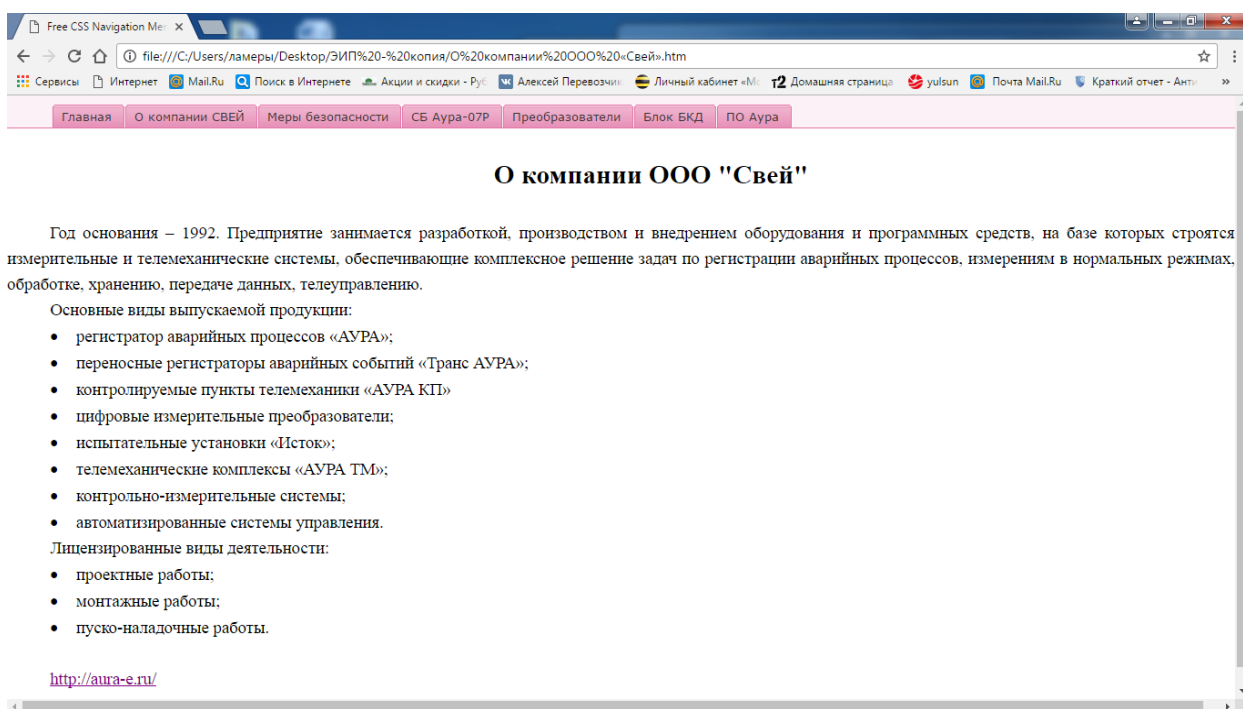 Free CSS Navigation Me
file:///C:/Users/ламеры/Desktop/ЭИП%20-%20копия/О%20компании%20ООО%20«Свей».htm
Сервисы Интернет Mail.Ru Поиск в Интернете Акции и скидки - Алексей Перевозчик Личный кабинет «М Домашняя страница yulsun Почта Mail.Ru Краткий отчет - Анти »
Главная О компании СВЕЙ Меры безопасности СБ Аура-07Р Преобразователи Блок БКД ПО Аура
О компании ООО "Свей"
Год основания – 1992. Предприятие занимается разработкой, производством и внедрением оборудования и программных средств, на базе которых строятся
измерительные и телемеханические системы, обеспечивающие комплексное решение задач по регистрации аварийных процессов, измерениям в нормальных режимах,
обработке, хранению, передаче данных, телеуправлению.
Основные виды выпускаемой продукции:
• регистратор аварийных процессов «АУРА»;
• переносные регистраторы аварийных событий «Транс АУРА»;
• контролируемые пункты телемеханики «АУРА КП»
• цифровые измерительные преобразователи;
• испытательные установки «Исток»;
• телемеханические комплексы «АУРА ТМ»;
• контрольно-измерительные системы;
• автоматизированные системы управления.
Лицензированные виды деятельности:
• проектные работы;
• монтажные работы;
• пуско-наладочные работы.
http://aura-e.ru/